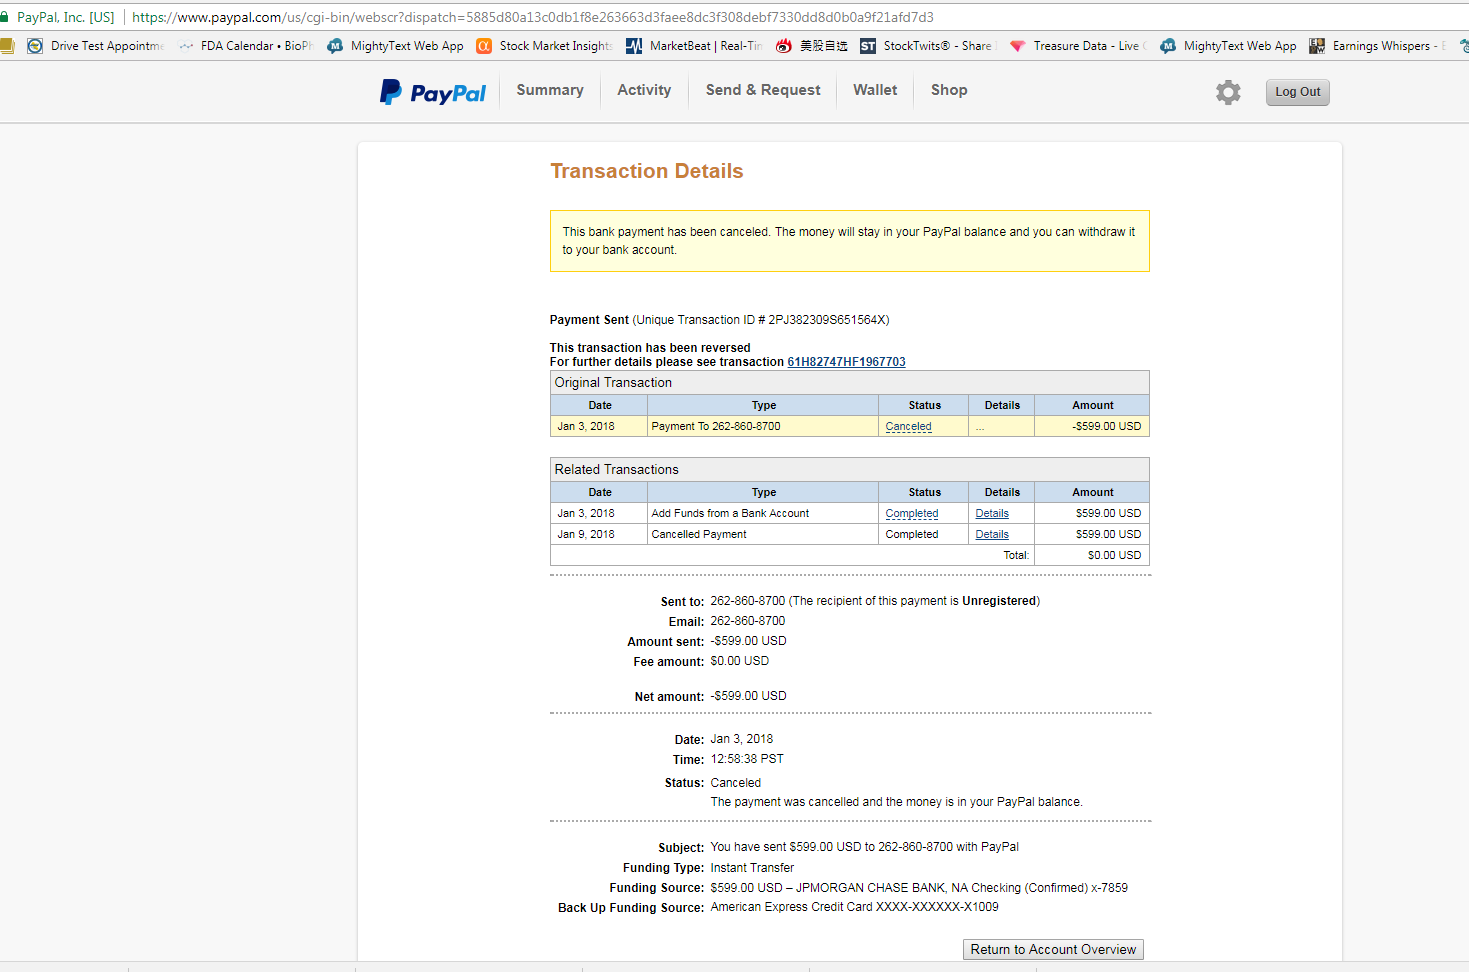 PayPal, Inc. [US] https://www.paypal.com/us/cgi-bin/webscr?dispatch=5885d80a13c0db1f8e263663d3faee8dc3f308debf7330dd8d0b0a9f21afd7d3
Drive Test Appointm FDA Calendar • BioPh MightyText Web App Stock Market Insights MarketBeat | Real-Tim 美股自选 StockTwits® - Share Treasure Data - Live MightyText Web App Earnings Whispers -
PayPal Summary Activity Send & Request Wallet Shop Log Out
Transaction Details
This bank payment has been canceled. The money will stay in your PayPal balance and you can withdraw it
to your bank account.
Payment Sent (Unique Transaction ID # 2PJ382309S651564X)
This transaction has been reversed
For further details please see transaction 61H82747HF1967703
Original Transaction
Date Type Status Details Amount
Jan 3, 2018 Payment To 262-860-8700 Canceled ... -$599.00 USD
Related Transactions
Date Type Status Details Amount
Jan 3, 2018 Add Funds from a Bank Account Completed Details $599.00 USD
Jan 9, 2018 Cancelled Payment Completed Details $599.00 USD
Total: $0.00 USD
Sent to: 262-860-8700 (The recipient of this payment is Unregistered)
Email: 262-860-8700
Amount sent: -$599.00 USD
Fee amount: $0.00 USD
Net amount: -$599.00 USD
Date: Jan 3, 2018
Time: 12:58:38 PST
Status: Canceled
The payment was cancelled and the money is in your PayPal balance.
Subject: You have sent $599.00 USD to 262-860-8700 with PayPal
Funding Type: Instant Transfer
Funding Source: $599.00 USD – JPMORGAN CHASE BANK, NA Checking (Confirmed) x-7859
Back Up Funding Source: American Express Credit Card XXXX-XXXXXX-X1009
Return to Account Overview